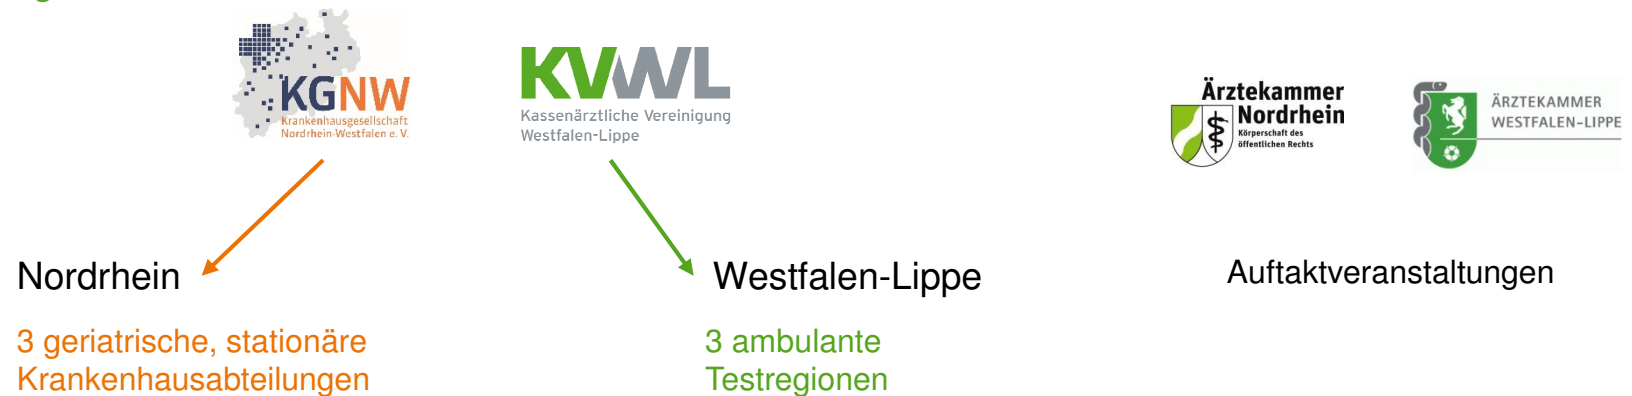 KGNW
Krankenhausgesellschaft
Nordrhein-Westfalen e. V.
KVWL
Kassenärztliche Vereinigung
Westfalen-Lippe
Ärztekammer
Nordrhein
Körperschaft des
öffentlichen Rechts
ÄRZTEKAMMER
WESTFALEN-LIPPE
Nordrhein
Westfalen-Lippe
Auftaktveranstaltungen
3 geriatrische, stationäre
Krankenhausabteilungen
3 ambulante
Testregionen